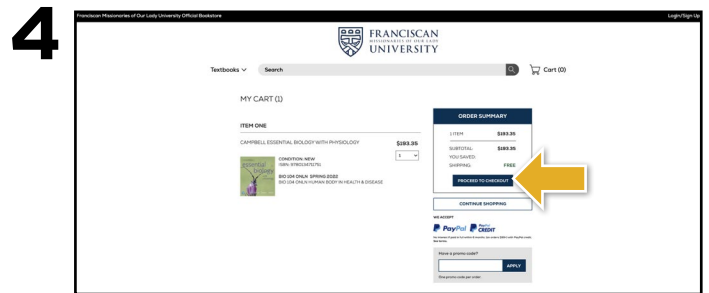 4
Franciscan Missionaries of Our Lady University Official Bookstore
Login/Sign Up
FRANCISCAN
MISSIONARIES OF OUR LADY
UNIVERSITY
Textbooks
Search
Cart (0)
MY CART (1)
ITEM ONE
CAMPBELL ESSENTIAL BIOLOGY WITH PHYSIOLOGY
$193.35
1
CONDITION: NEW
BIO 104 ONLN SPRING 2022
BIO 104 ONLN HUMAN BODY IN HEALTH & DISEASE
essential
biology
ORDER SUMMARY
1 ITEM $193.35
SUBTOTAL: $193.35
YOU SAVED:
SHIPPING: FREE
PROCEED TO CHECKOUT
CONTINUE SHOPPING
WE ACCEPT
PayPal
PayPal CREDIT
Have a promo code?
APPLY
One promo code per order.